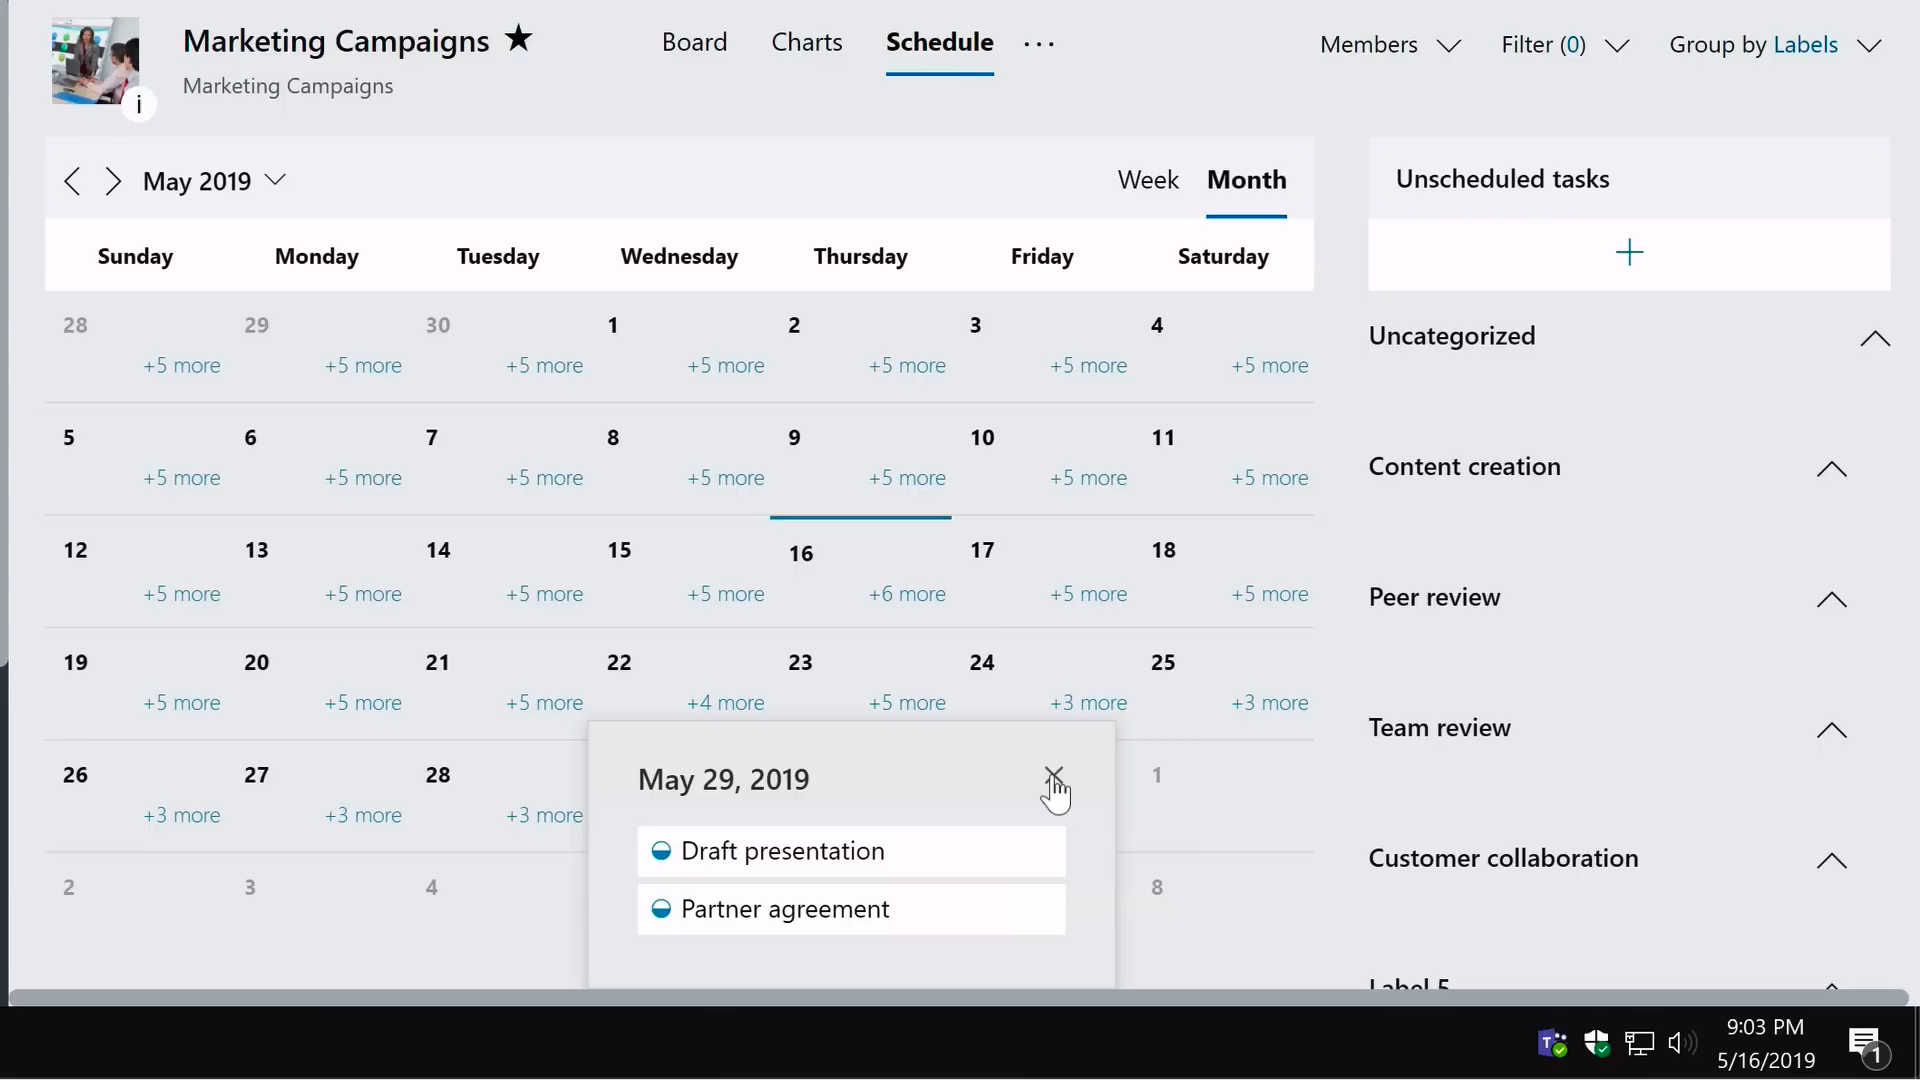 Marketing Campaigns ★
Marketing Campaigns
i
Board Charts Schedule ...
Members Filter (0) Group by Labels
May 2019
Week Month
Sunday Monday Tuesday Wednesday Thursday Friday Saturday
28 29 30 1 2 3 4
+5 more +5 more +5 more +5 more +5 more +5 more +5 more
5 6 7 8 9 10 11
+5 more +5 more +5 more +5 more +5 more +5 more +5 more
12 13 14 15 16 17 18
+5 more +5 more +5 more +5 more +6 more +5 more +5 more
19 20 21 22 23 24 25
+5 more +5 more +5 more +4 more +5 more +3 more +3 more
26 27 28 1
+3 more +3 more +3 more
2 3 4 8
May 29, 2019
Draft presentation
Partner agreement
Unscheduled tasks
+
Uncategorized
Content creation
Peer review
Team review
Customer collaboration
Label 5
T
9:03 PM
5/16/2019
1